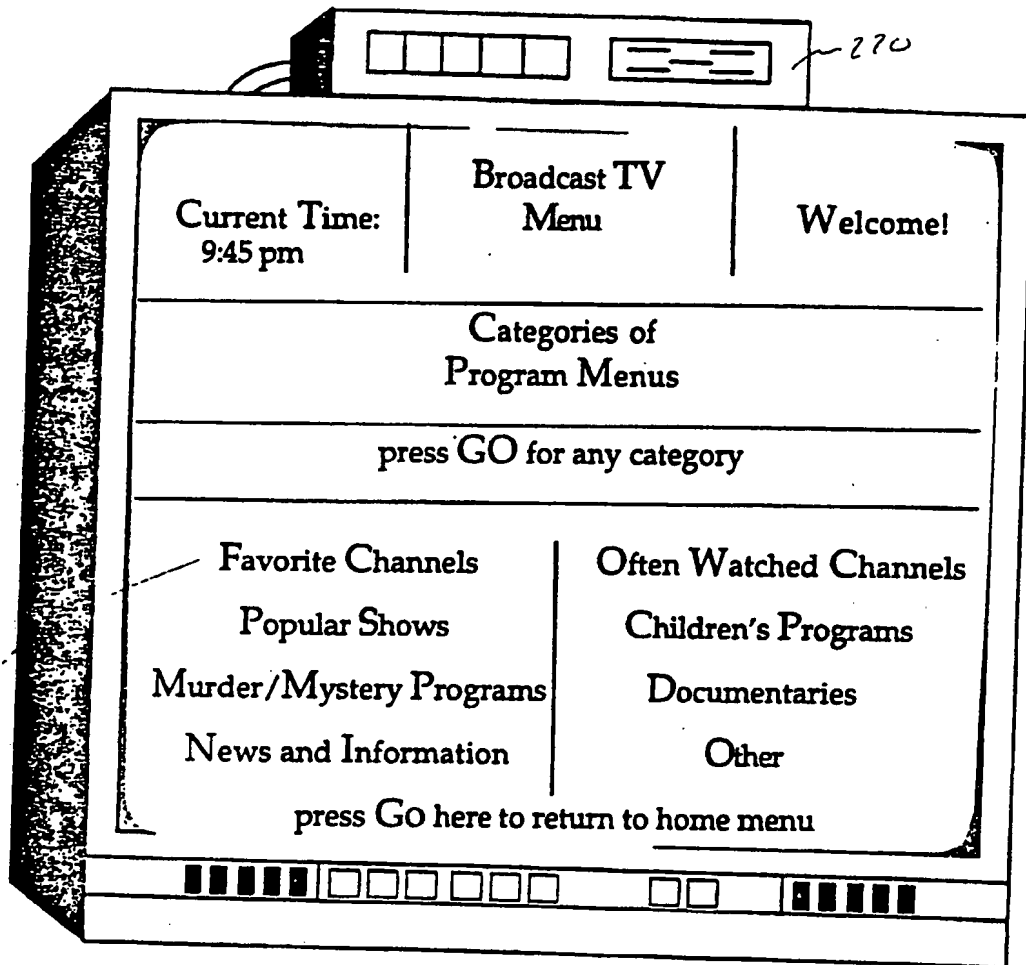 220
Broadcast TV
Menu
Current Time:
9:45 pm
Welcome!
Categories of
Program Menus
press GO for any category
Favorite Channels
Often Watched Channels
Popular Shows
Children's Programs
Murder/Mystery Programs
Documentaries
News and Information
Other
press GO here to return to home menu